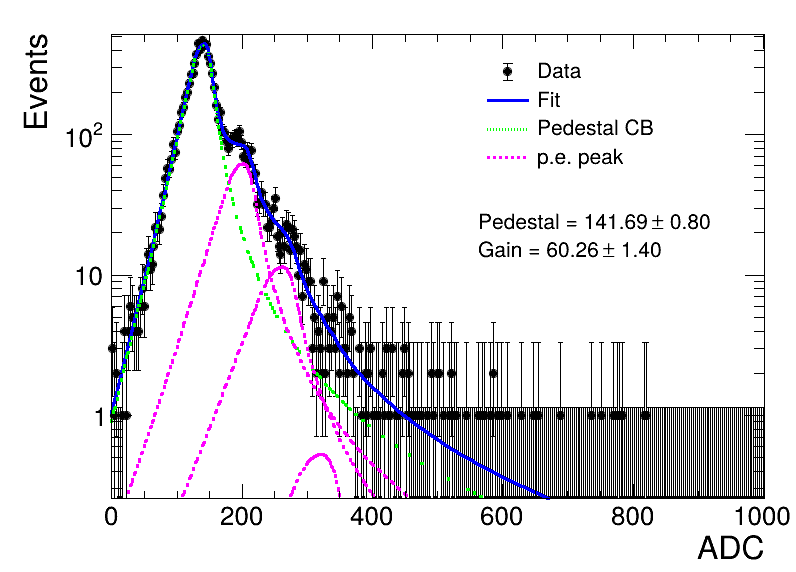 Events
10²
10
1
Data
Fit
Pedestal CB
p.e. peak
Pedestal = 141.69 ± 0.80
Gain = 60.26 ± 1.40
0 200 400 600 800 1000
ADC